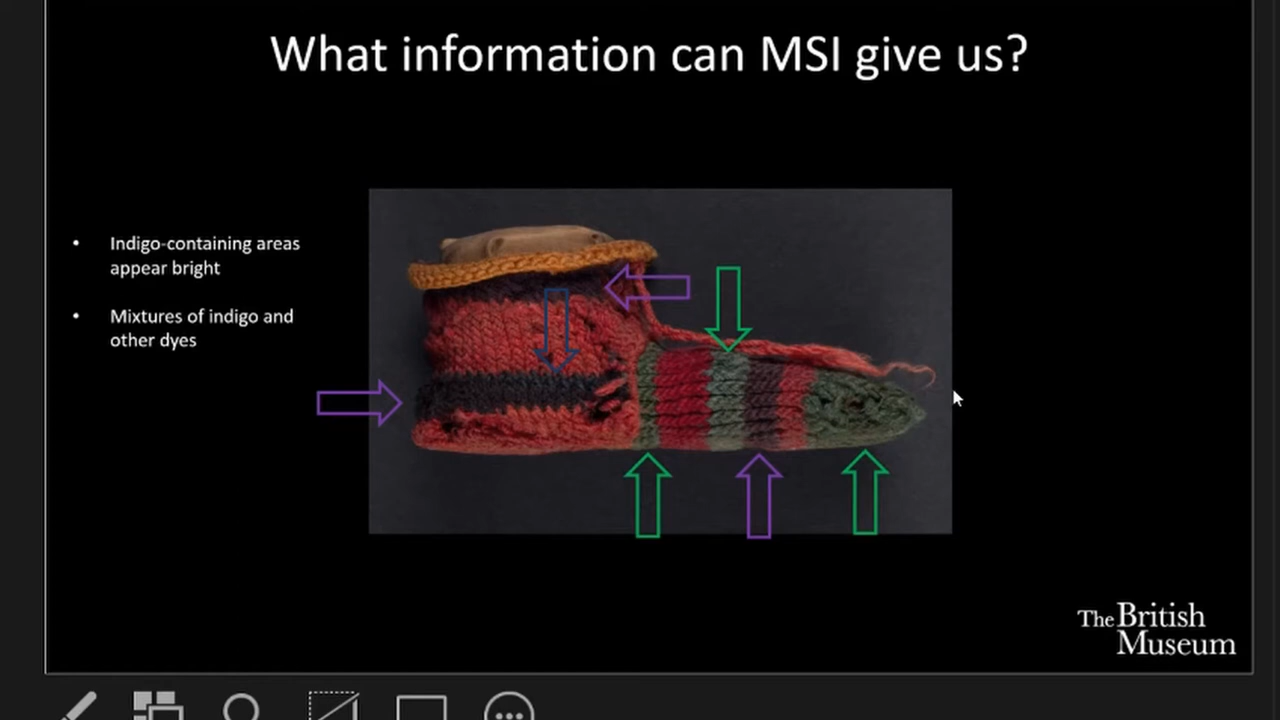 What information can MSI give us?
• Indigo-containing areas
appear bright
• Mixtures of indigo and
other dyes
The British
Museum